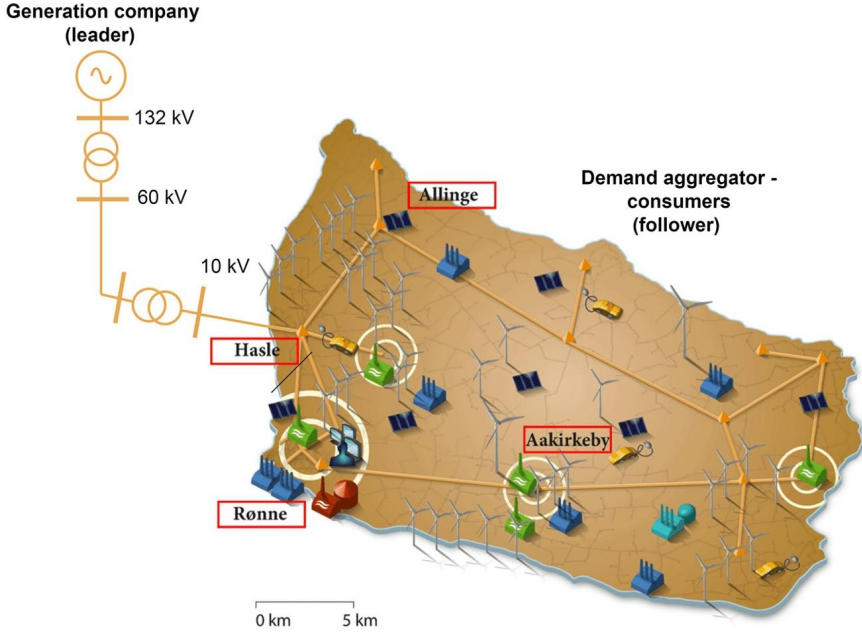 Generation company
(leader)
132 kV
60 kV
10 kV
Allinge
Demand aggregator -
consumers
(follower)
Hasle
Aakirkeby
Rønne
0 km
5 km